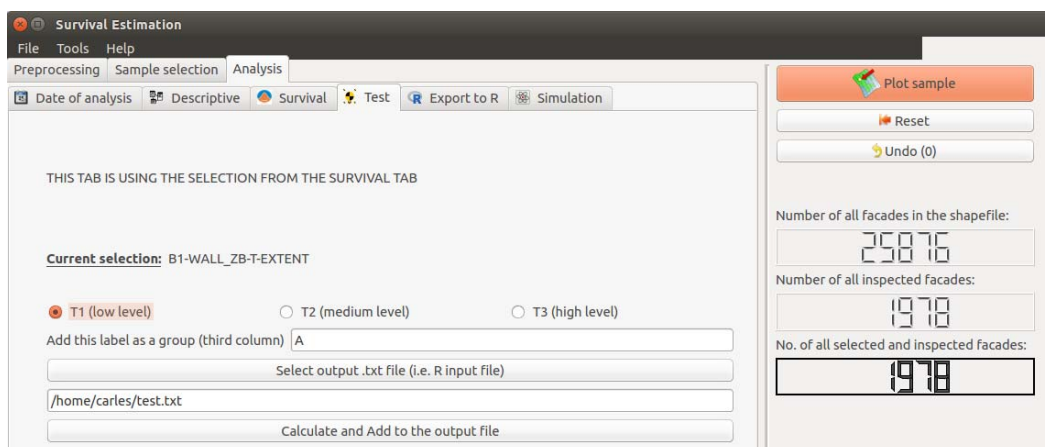 Survival Estimation
File Tools Help
Preprocessing Sample selection Analysis
Date of analysis Descriptive Survival Test Export to R Simulation
THIS TAB IS USING THE SELECTION FROM THE SURVIVAL TAB
Current selection: B1-WALL_ZB-T-EXTENT
T1 (low level) T2 (medium level) T3 (high level)
Add this label as a group (third column) A
Select output .txt file (i.e. R input file)
/home/carles/test.txt
Calculate and Add to the output file
Plot sample
Reset
Undo (0)
Number of all facades in the shapefile:
25876
Number of all inspected facades:
1978
No. of all selected and inspected facades:
1978